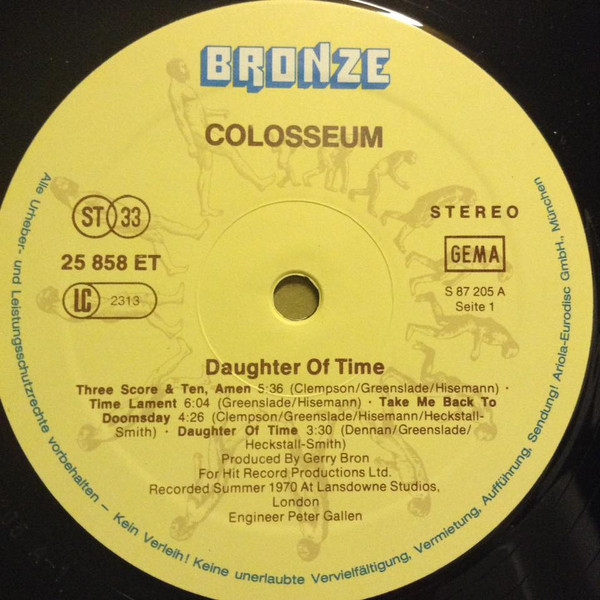 BRONZE
COLOSSEUM
ST 33
STEREO
25 858 ET
GEMA
LC 2313
S 87 205 A
Seite 1
Daughter Of Time
Three Score & Ten, Amen 5:36 (Clempson/Greenslade/Hiseman) ·
Time Lament 6:04 (Greenslade/Hisemann) · Take Me Back To
Doomsday 4:26 (Clempson/Greenslade/Hisemann/Heckstall-
Smith) · Daughter Of Time 3:30 (Dennan/Greenslade/
Heckstall-Smith)
Produced By Gerry Bron
For Hit Record Productions Ltd.
Recorded Summer 1970 At Lansdowne Studios,
London
Engineer Peter Gallen
Alle Urheber- und Leistungsschutzrechte vorbehalten – Kein Verleih! Keine unerlaubte Vervielfältigung, Vermietung, Aufführung, Sendung! Ariola-Eurodisc GmbH., München